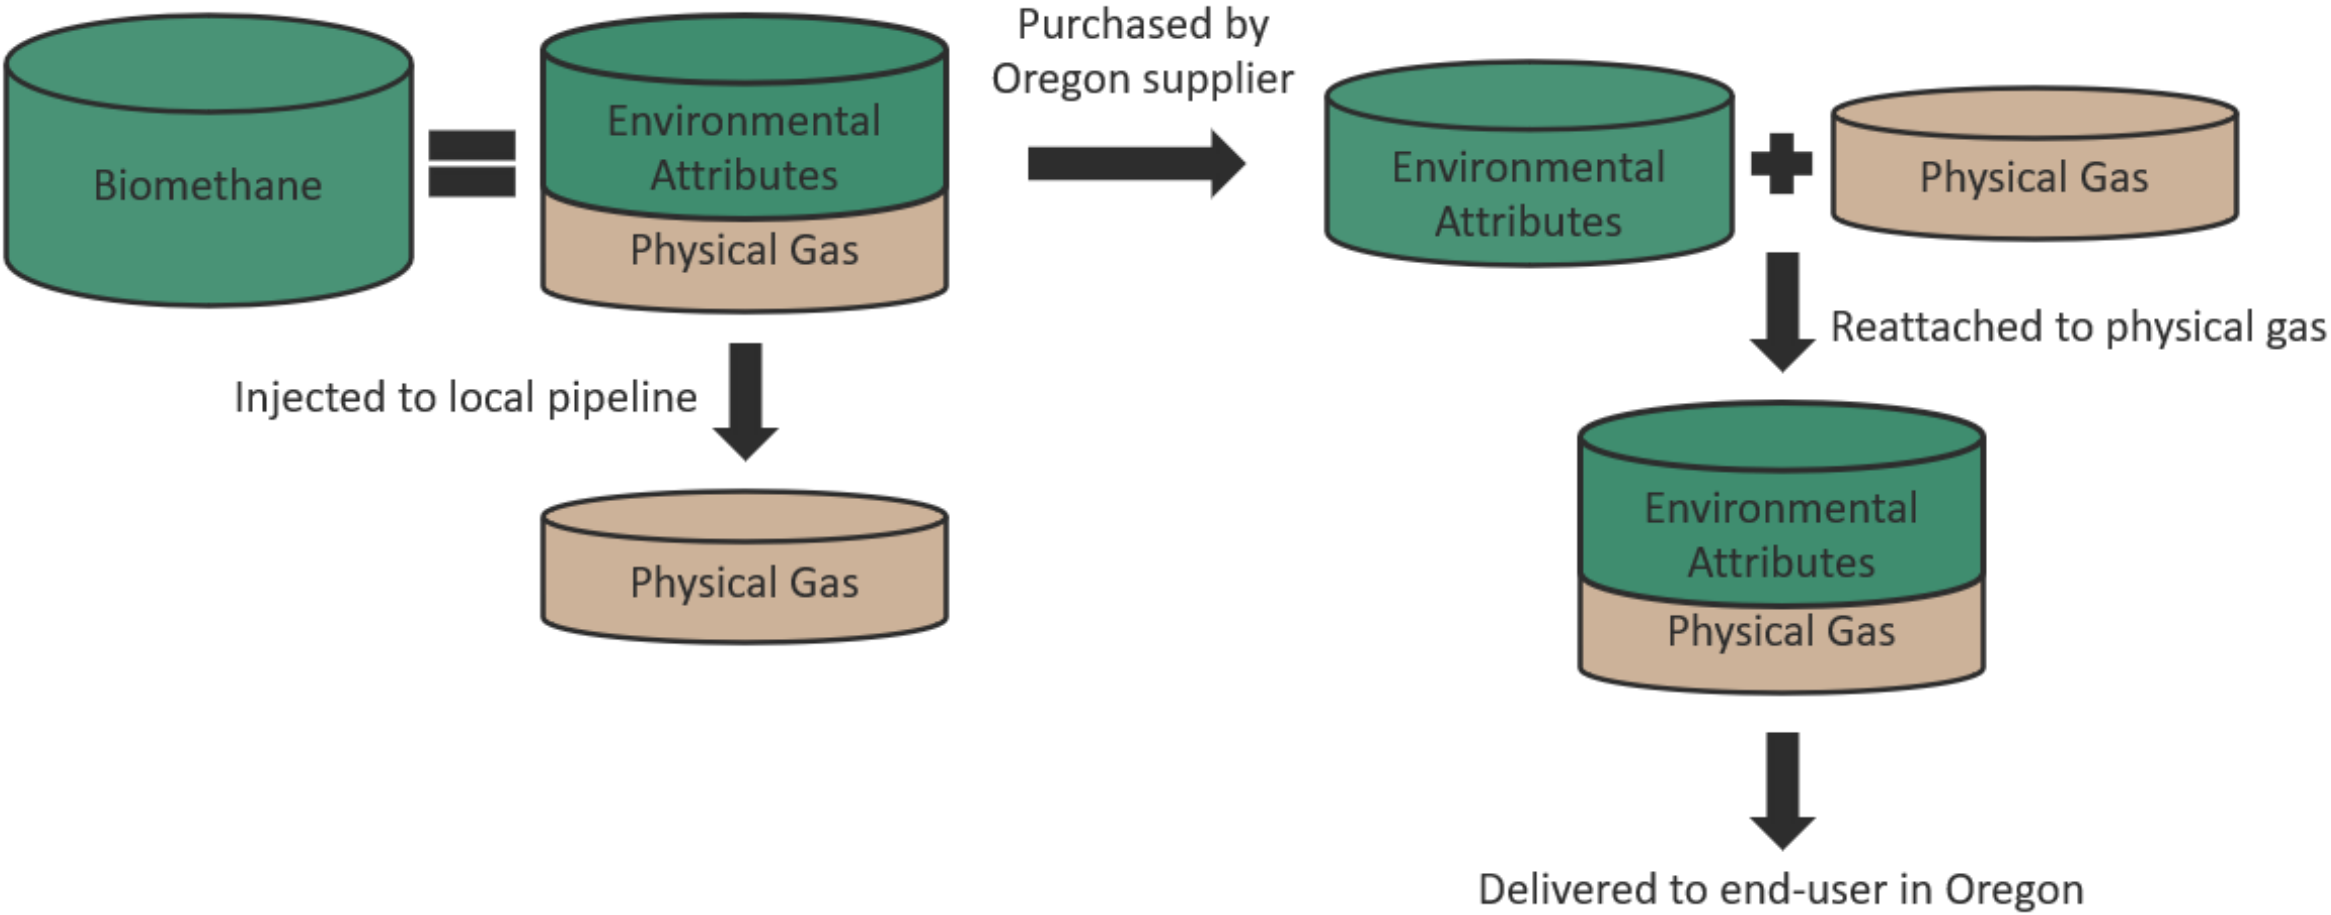 Biomethane
Environmental
Attributes
Physical Gas
Purchased by
Oregon supplier
Environmental
Attributes
Physical Gas
Injected to local pipeline
Physical Gas
Reattached to physical gas
Environmental
Attributes
Physical Gas
Delivered to end-user in Oregon